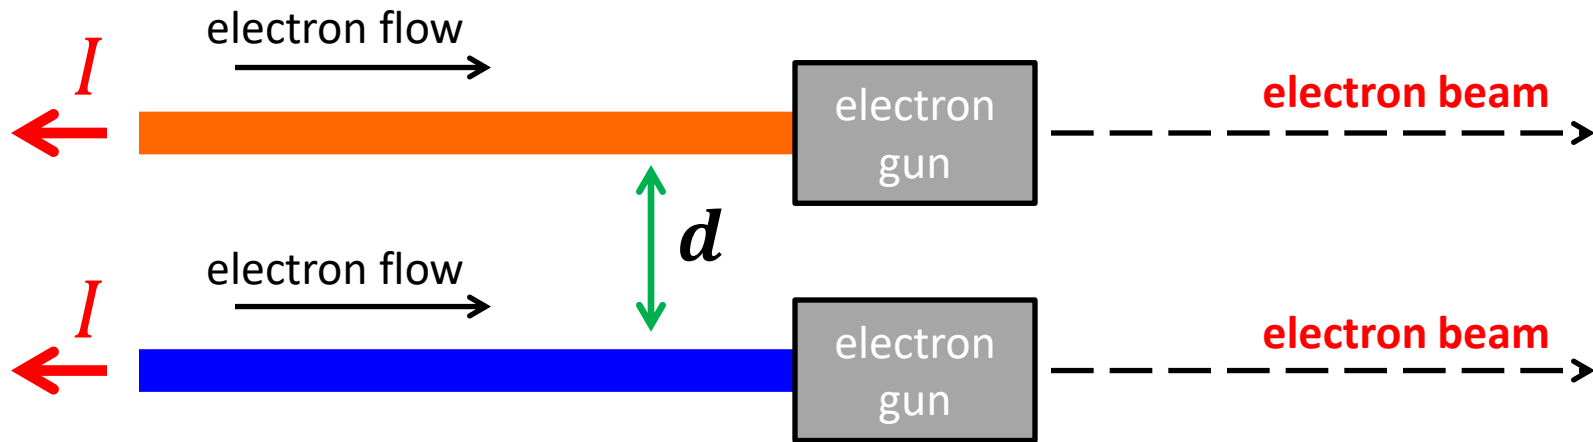 electron flow
I
electron
gun
electron beam
d
electron flow
I
electron
gun
electron beam